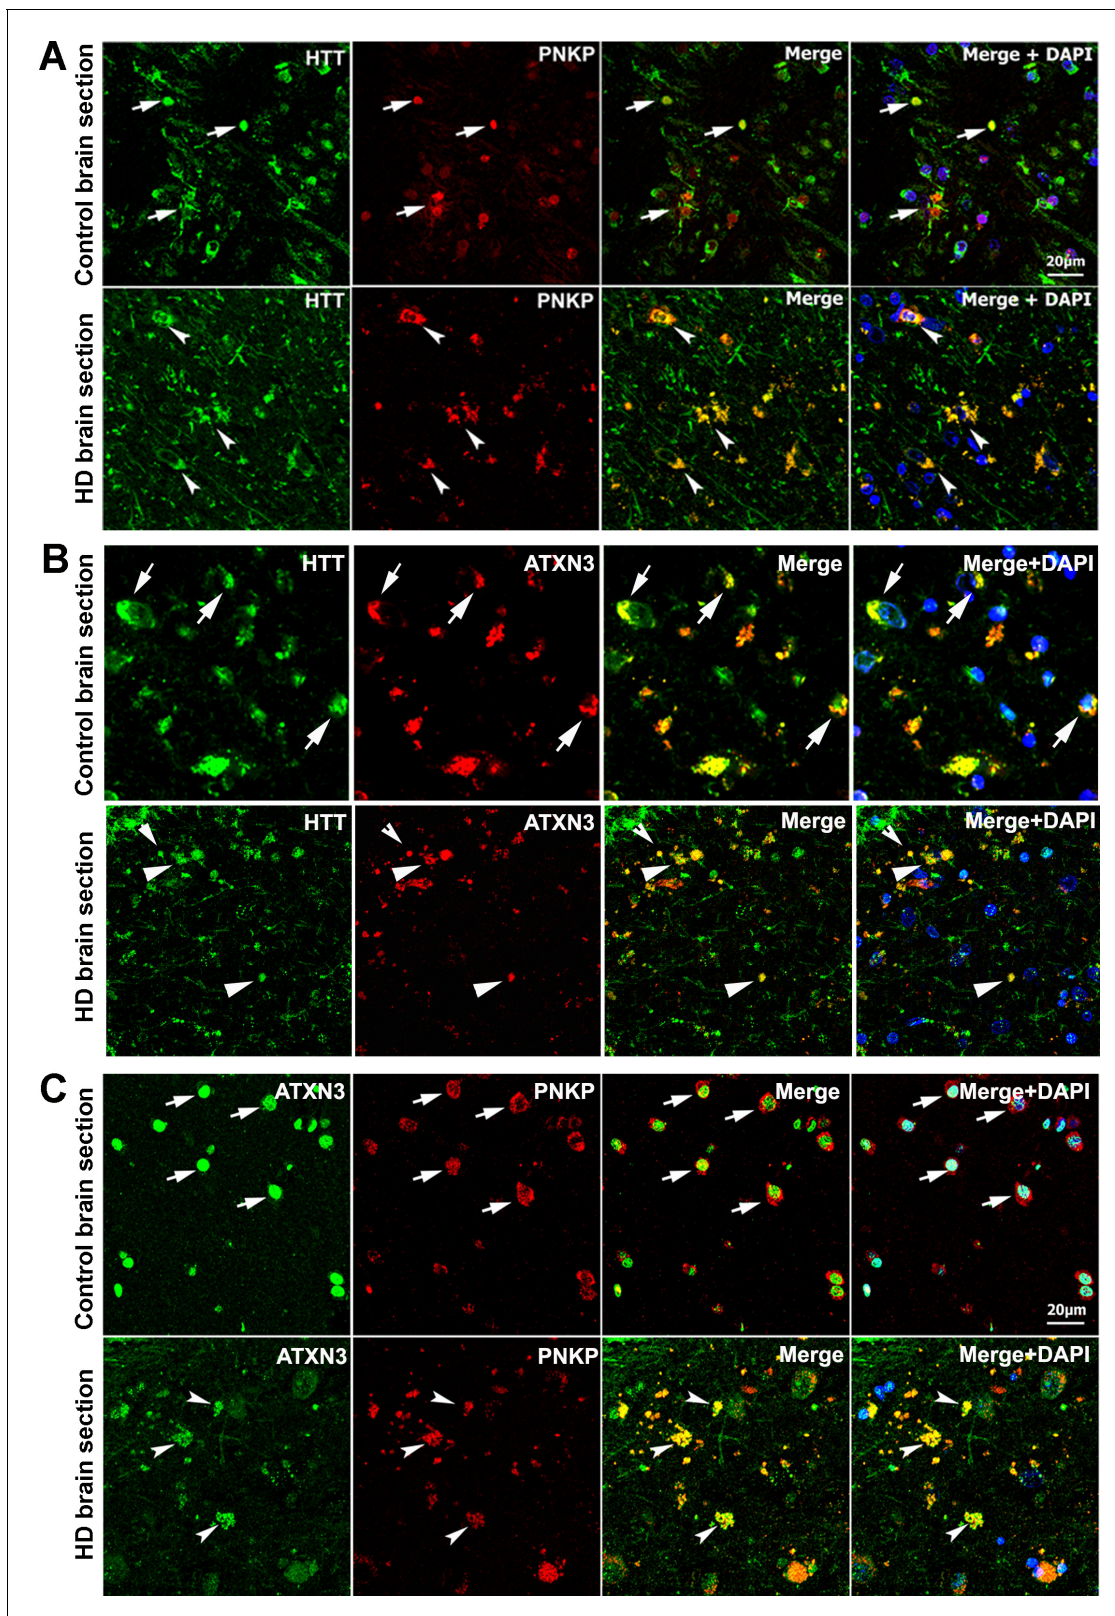 A
Control brain section
HTT
PNKP
Merge
Merge + DAPI
20µm
HD brain section
HTT
PNKP
Merge
Merge + DAPI
B
Control brain section
HTT
ATXN3
Merge
Merge+DAPI
HD brain section
HTT
ATXN3
Merge
Merge+DAPI
C
Control brain section
ATXN3
PNKP
Merge
Merge+DAPI
20µm
HD brain section
ATXN3
PNKP
Merge
Merge+DAPI